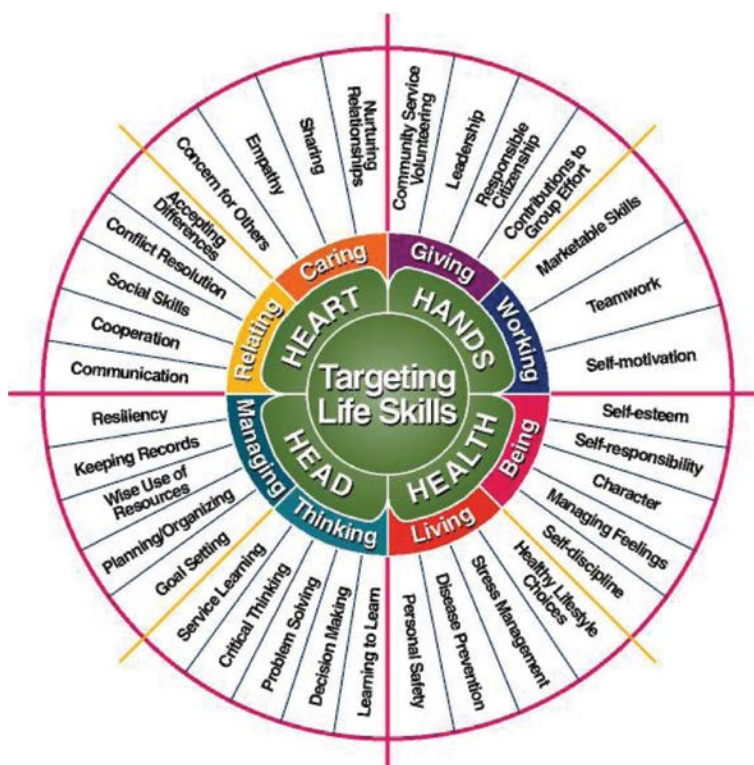 Targeting
Life Skills
HEART
HANDS
HEALTH
HEAD
Caring
Giving
Working
Being
Living
Thinking
Managing
Relating
Nurturing
Relationships
Sharing
Empathy
Concern for Others
Community Service
Volunteering
Leadership
Responsible
Citizenship
Contributions to
Group Effort
Marketable Skills
Teamwork
Self-motivation
Self-esteem
Self-responsibility
Character
Managing Feelings
Self-discipline
Healthy Lifestyle
Choices
Stress Management
Disease Prevention
Personal Safety
Learning to Learn
Decision Making
Problem Solving
Critical Thinking
Service Learning
Goal Setting
Planning/Organizing
Wise Use of
Resources
Keeping Records
Resiliency
Communication
Cooperation
Social Skills
Conflict Resolution
Accepting
Differences